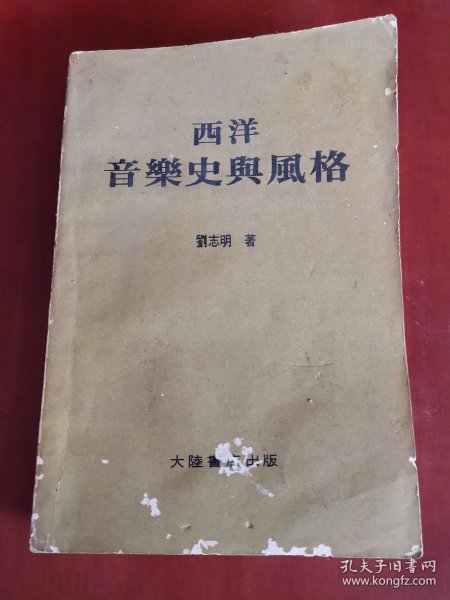 西洋
音樂史與風格
劉志明 著
大陸書店出版
孔夫子旧书网
www.kongfz.com